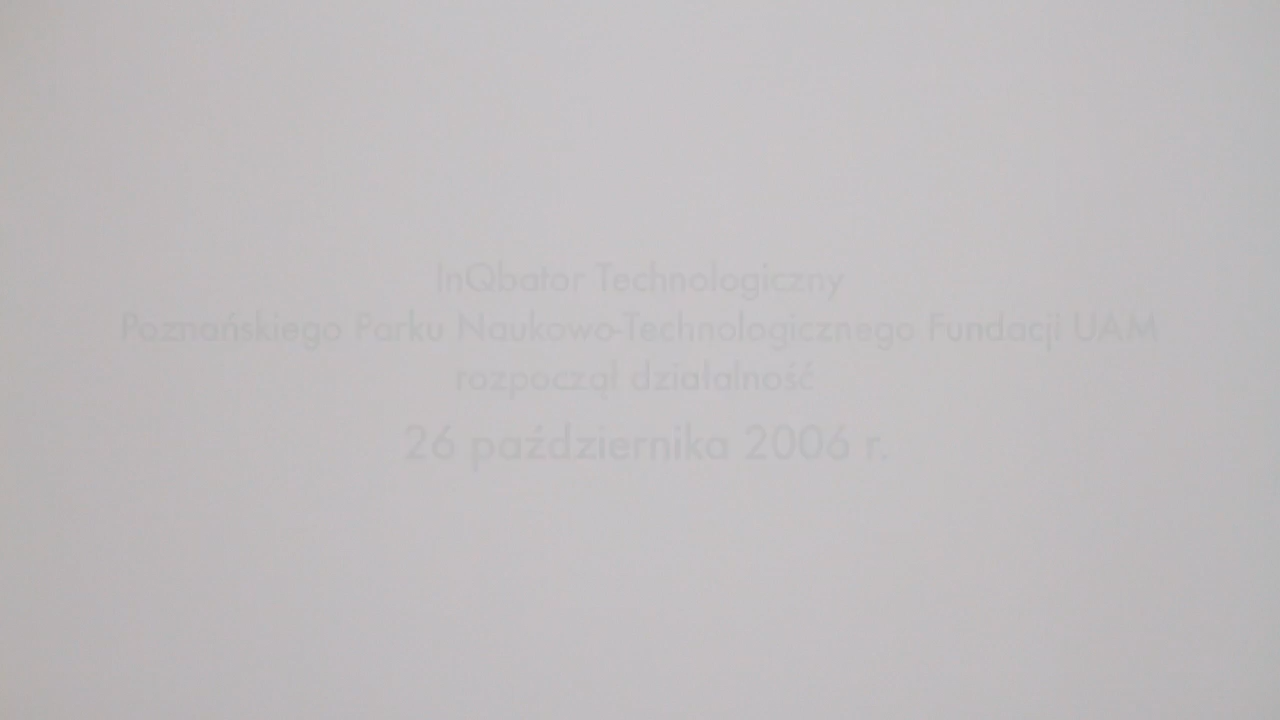 InQbator Technologiczny
Poznańskiego Parku Naukowo-Technologicznego Fundacji UAM
rozpoczął działalność
26 października 2006 r.